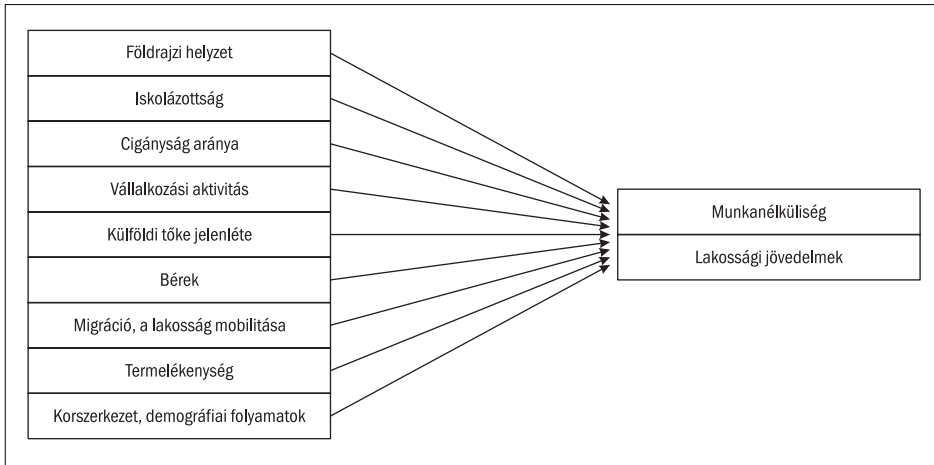 Földrajzi helyzet
Iskolázottság
Cigányság aránya
Vállalkozási aktivitás
Külföldi tőke jelenléte
Bérek
Migráció, a lakosság mobilitása
Termelékenység
Korszerkezet, demográfiai folyamatok
Munkanélküliség
Lakossági jövedelmek